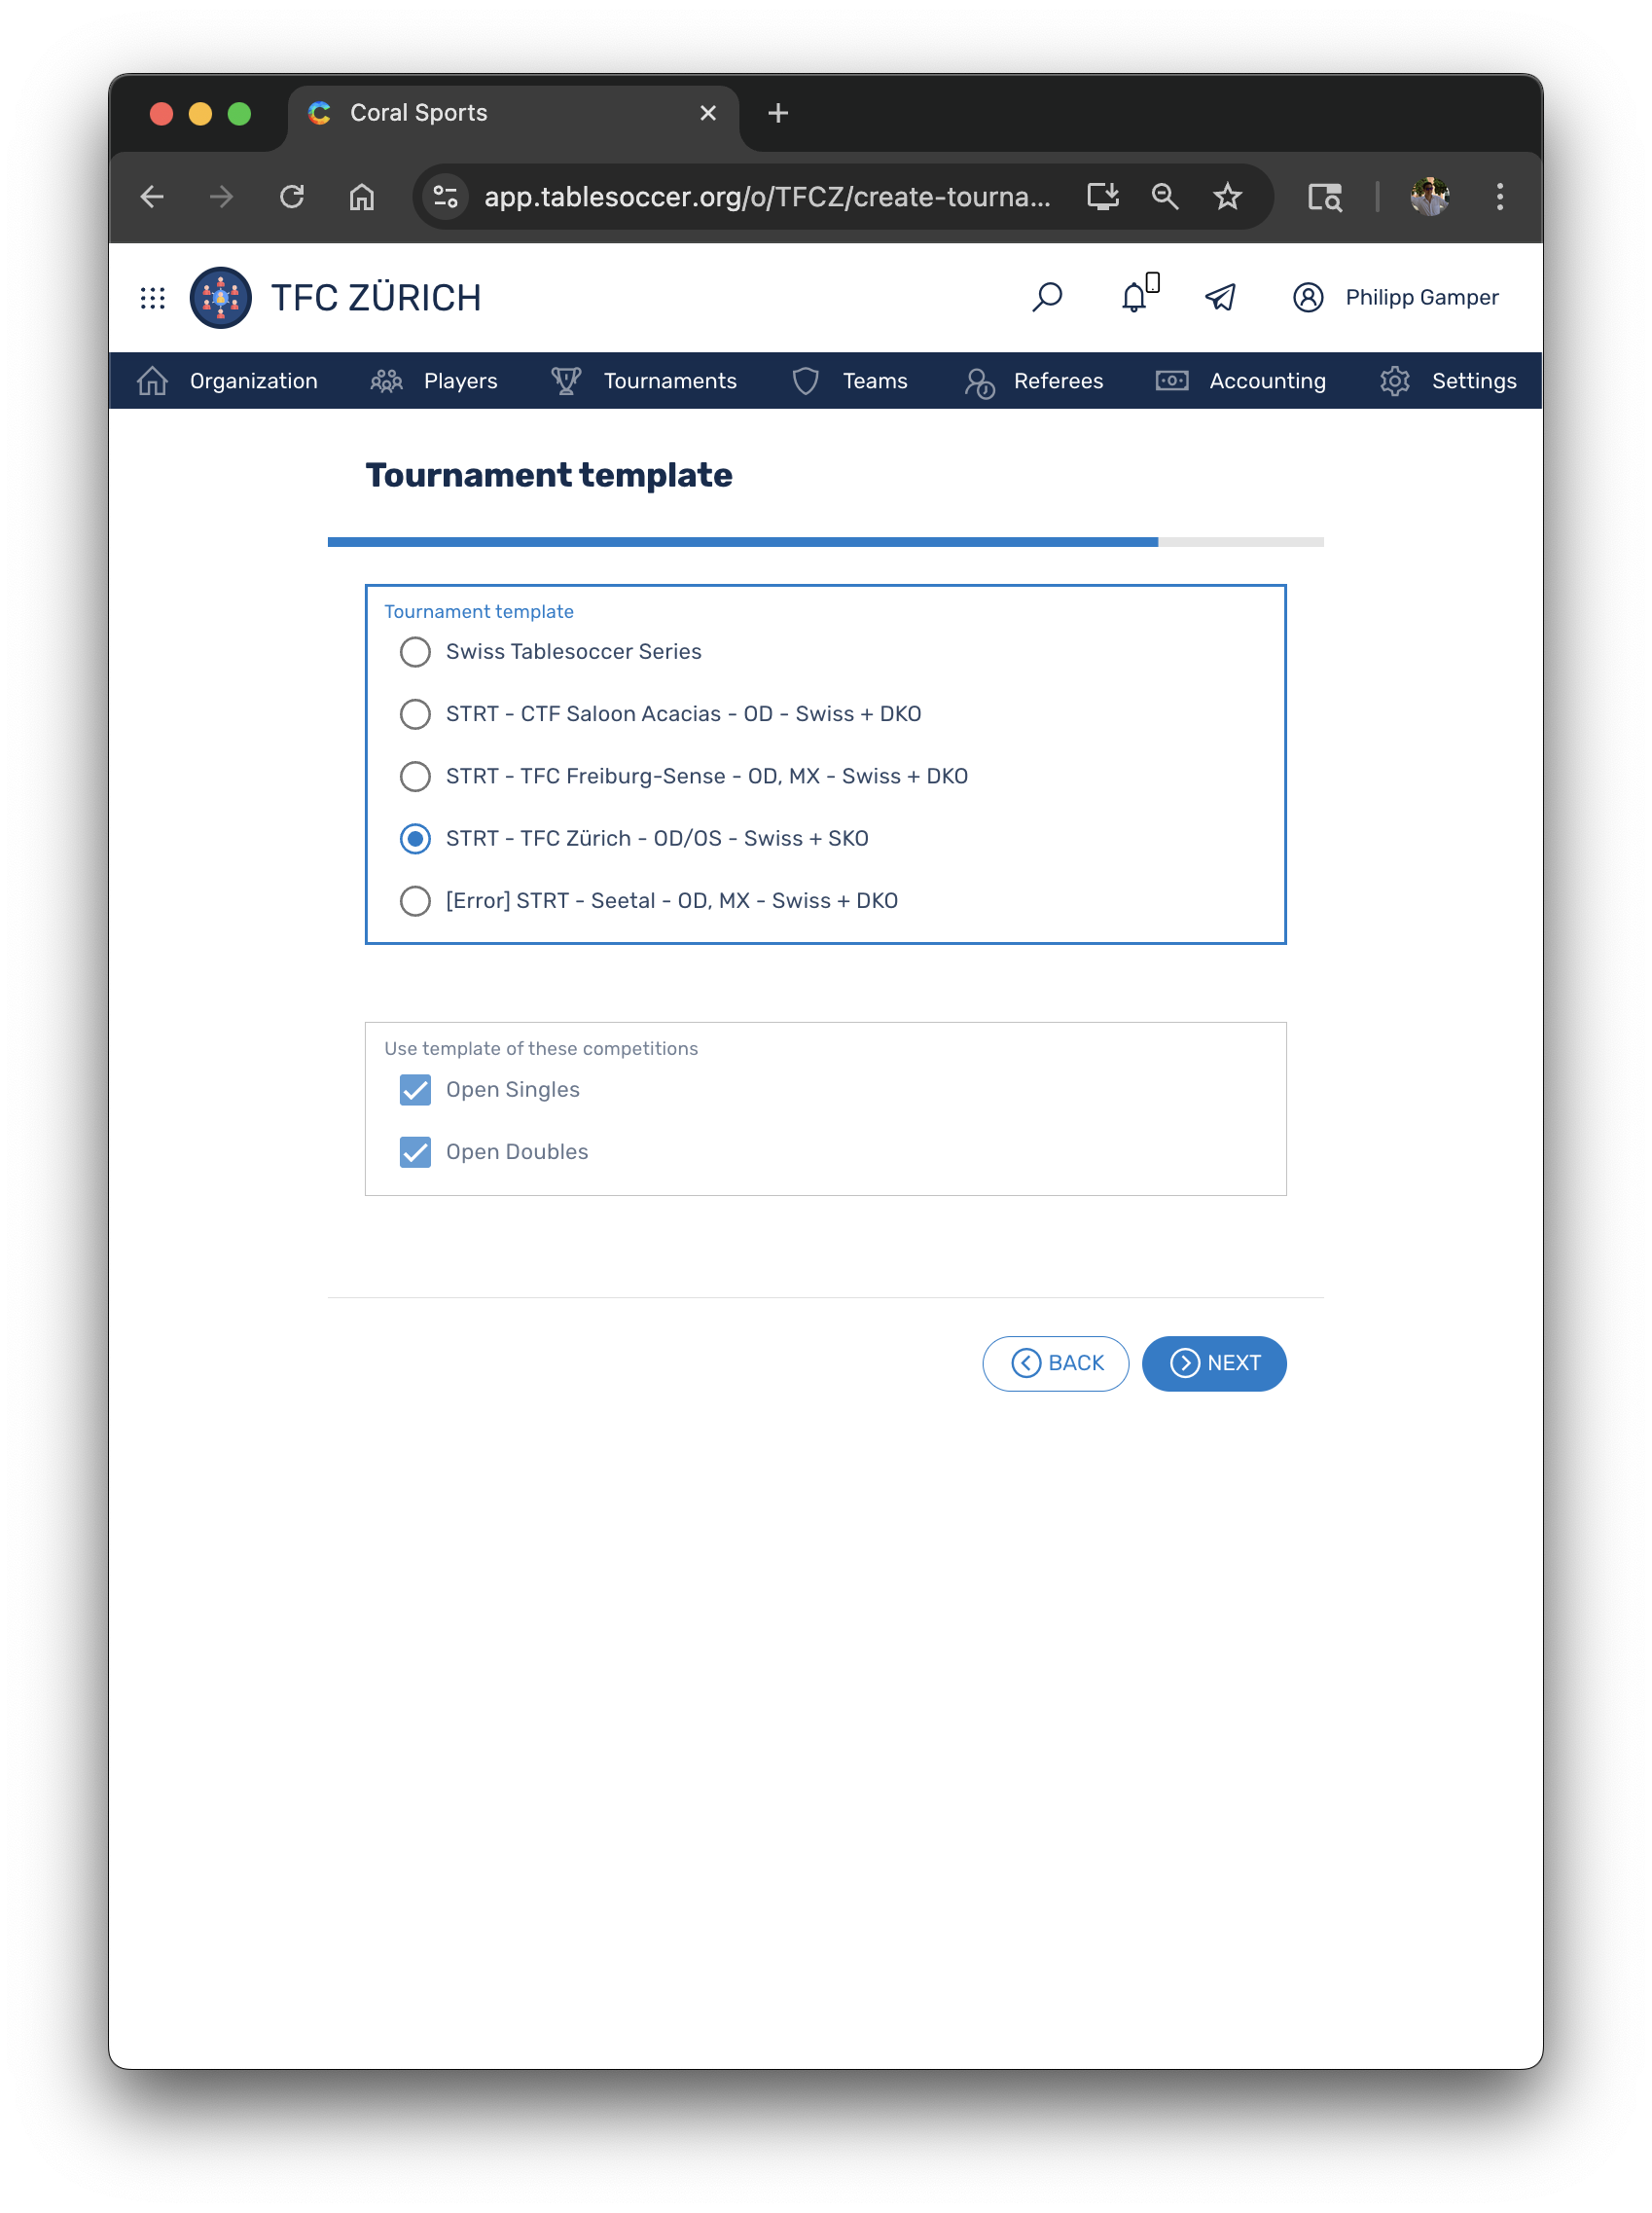 Coral Sports
app.tablesoccer.org/o/TFCZ/create-tourna...
TFC ZÜRICH
Philipp Gamper
Organization Players Tournaments Teams Referees Accounting Settings
Tournament template
Tournament template
Swiss Tablesoccer Series
STRT - CTF Saloon Acacias - OD - Swiss + DKO
STRT - TFC Freiburg-Sense - OD, MX - Swiss + DKO
STRT - TFC Zürich - OD/OS - Swiss + SKO
[Error] STRT - Seetal - OD, MX - Swiss + DKO
Use template of these competitions
Open Singles
Open Doubles
BACK NEXT